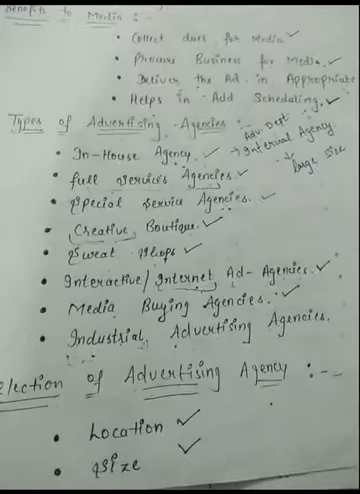 Benefits to Media :
• Collect dues for Media ✓
• Procure Business for Media. ✓
• Deliver the Ad. in Appropriate
• Helps in Add Scheduling. ✓
Types of Advertising Agencies :
Adv. Dept
• In-House Agency. ✓ → Internal Agency
↓ large size
• full Services Agencies. ✓
• Special Service Agencies. ✓
• Creative Boutique. ✓
• Sweat Shops ✓
• Interactive/Internet Ad-Agencies. ✓
• Media Buying Agencies. ✓
• Industrial Advertising Agencies.
election of Advertising Agency :-
• Location ✓
• Size ✓